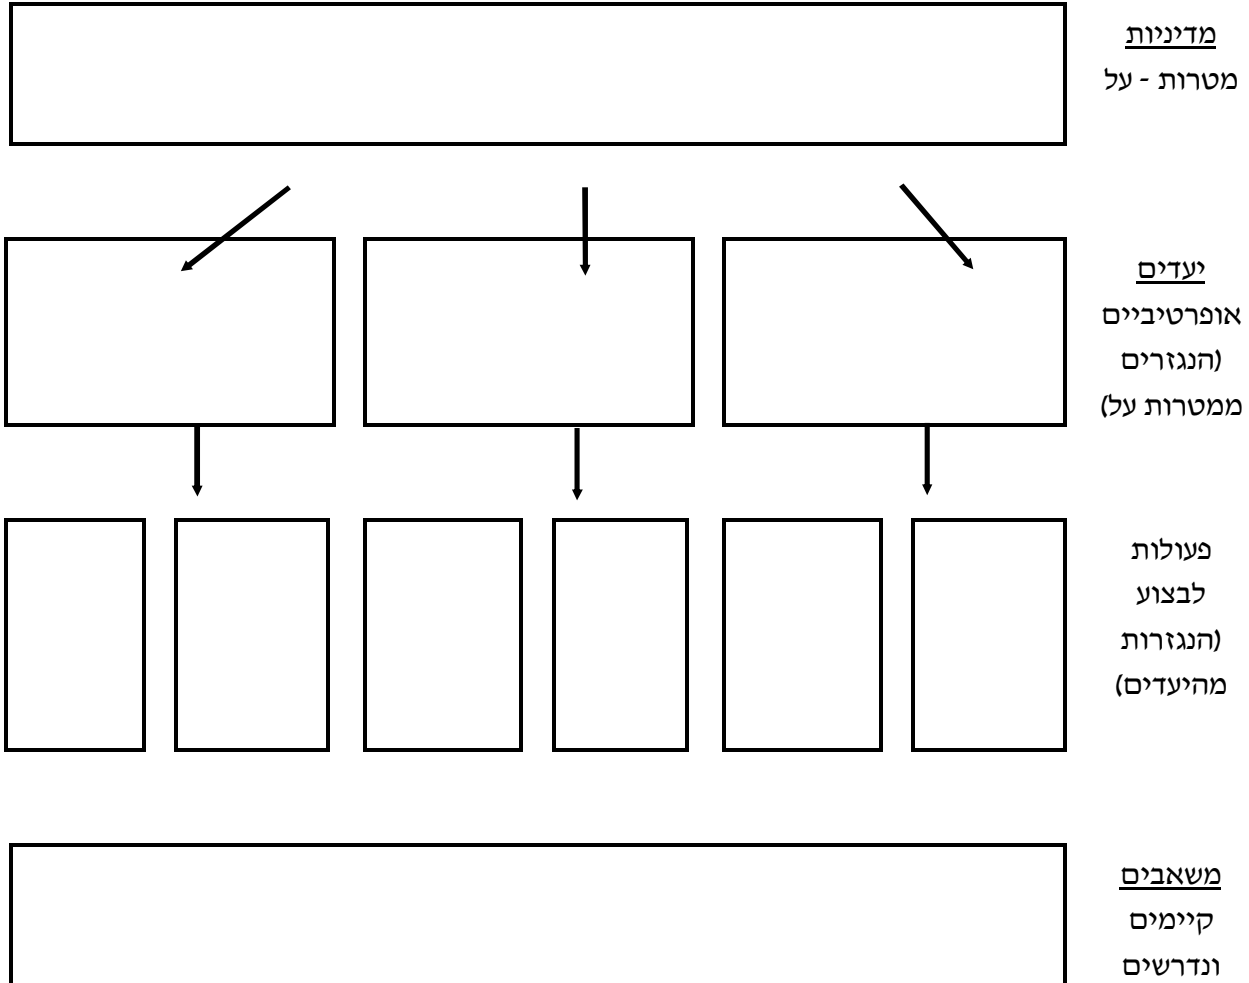 מדיניות
מטרות - על
יעדים
אופרטיביים
(הנגזרים
ממטרות על)
פעולות
לבצוע
(הנגזרות
מהיעדים)
משאבים
קיימים
ונדרשים